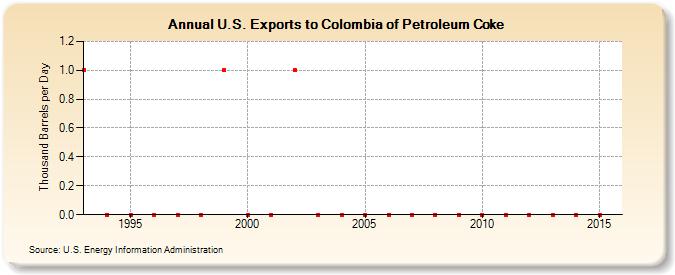 Annual U.S. Exports to Colombia of Petroleum Coke
Thousand Barrels per Day
1.2
1.0
0.8
0.6
0.4
0.2
0.0
1995 2000 2005 2010 2015
Source: U.S. Energy Information Administration